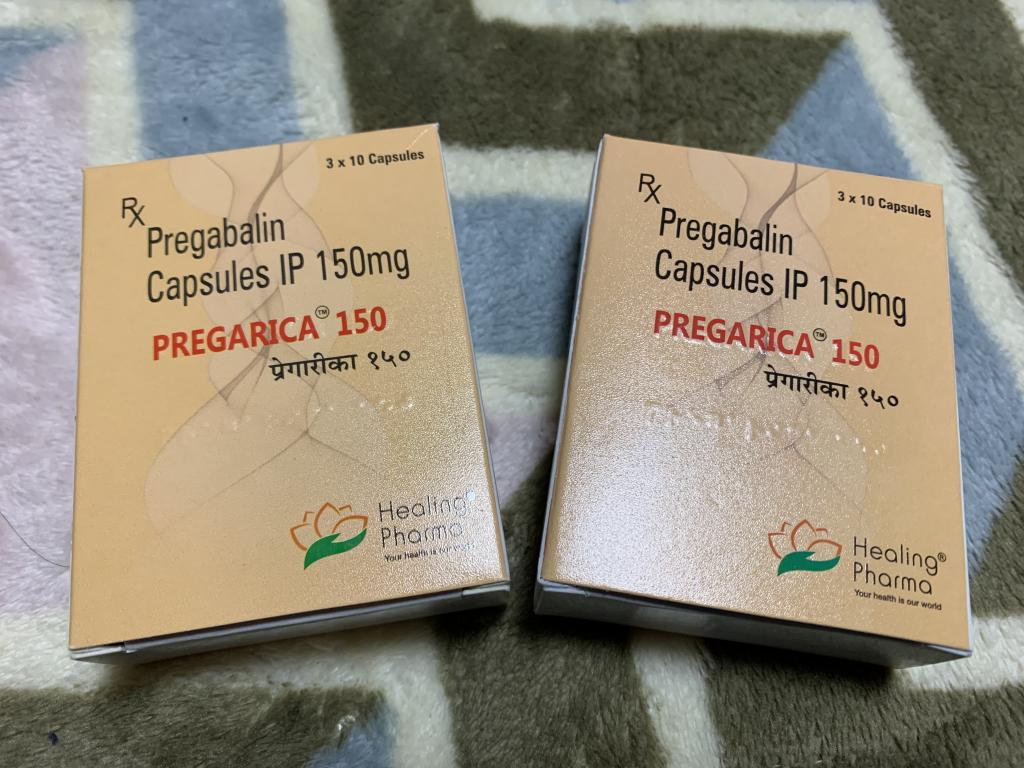 3 x 10 Capsules
Rx
Pregabalin
Capsules IP 150mg
PREGARICA™ 150
प्रेगारीका १५०
Healing®
Pharma
Your health is our world
3 x 10 Capsules
Rx
Pregabalin
Capsules IP 150mg
PREGARICA™ 150
प्रेगारीका १५०
Healing®
Pharma
Your health is our world